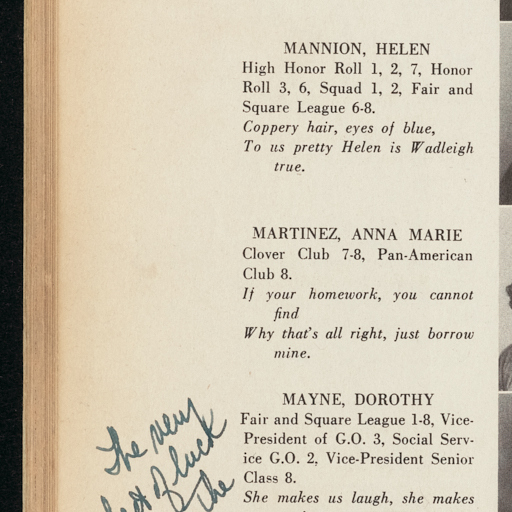 MANNION, HELEN
High Honor Roll 1, 2, 7, Honor
Roll 3, 6, Squad 1, 2, Fair and
Square League 6-8.
Coppery hair, eyes of blue,
To us pretty Helen is Wadleigh
true.
MARTINEZ, ANNA MARIE
Clover Club 7-8, Pan-American
Club 8.
If your homework, you cannot
find
Why that's all right, just borrow
mine.
MAYNE, DOROTHY
Fair and Square League 1-8, Vice-
President of G.O. 3, Social Serv-
ice G.O. 2, Vice-President Senior
Class 8.
She makes us laugh, she makes
The very
best of luck
the